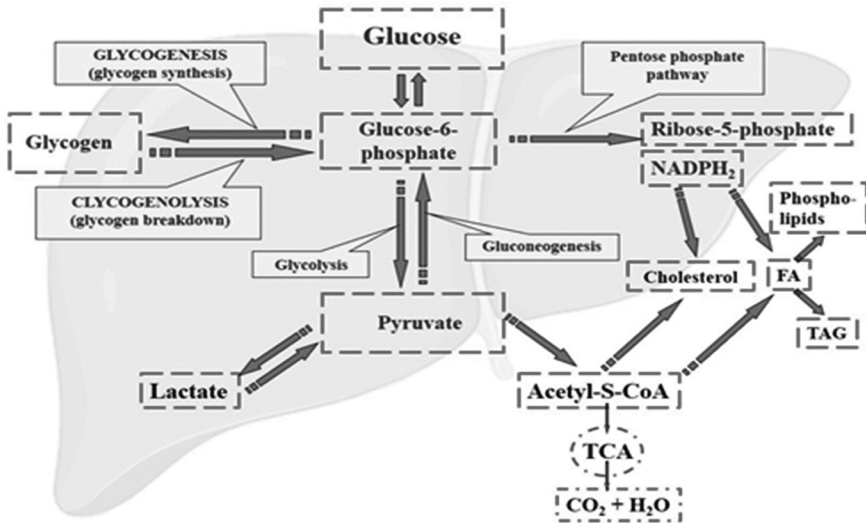 Glucose
GLYCOGENESIS
(glycogen synthesis)
Pentose phosphate
pathway
Glycogen
Glucose-6-
phosphate
Ribose-5-phosphate
NADPH₂
CLYCOGENOLYSIS
(glycogen breakdown)
Phospho-
lipids
Glycolysis
Gluconeogenesis
Cholesterol
FA
Pyruvate
TAG
Lactate
Acetyl-S-CoA
TCA
CO₂ + H₂O